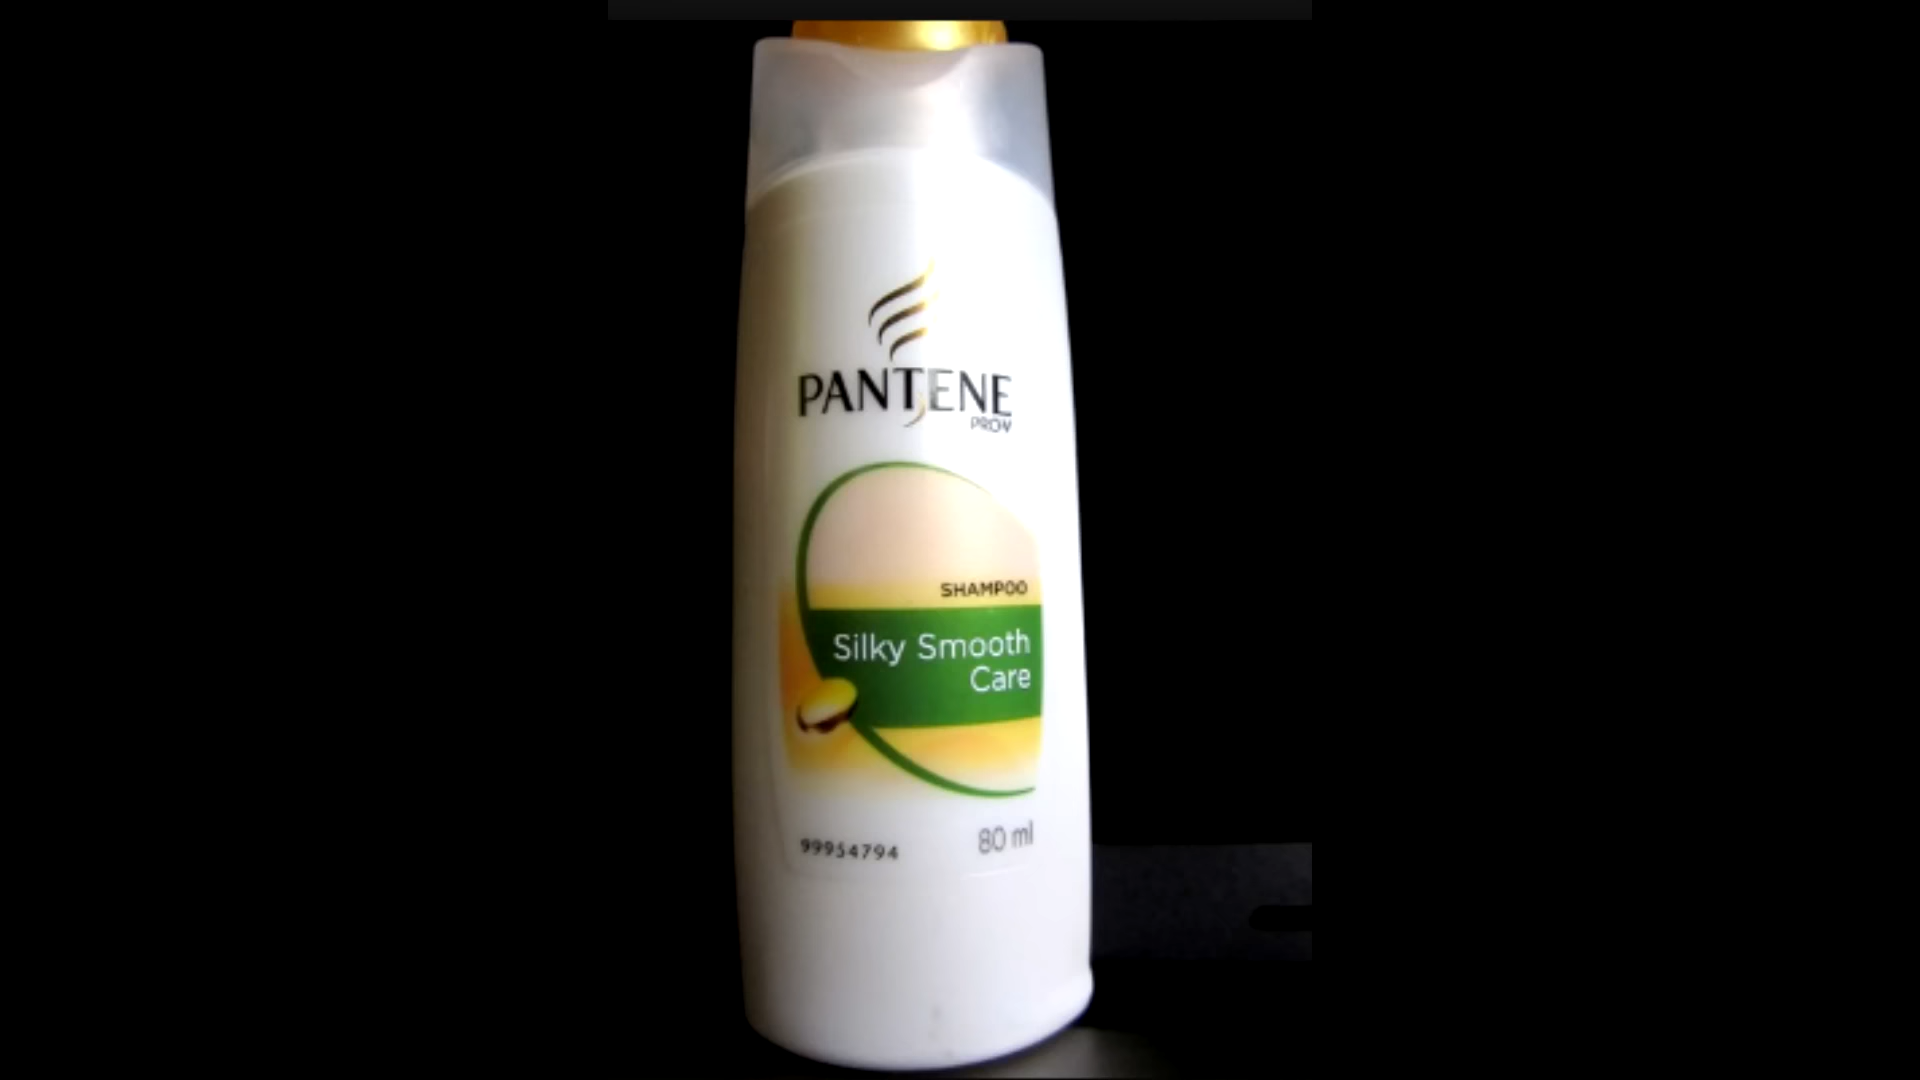 PANTENE
PRO-V
SHAMPOO
Silky Smooth
Care
99954794
80 ml